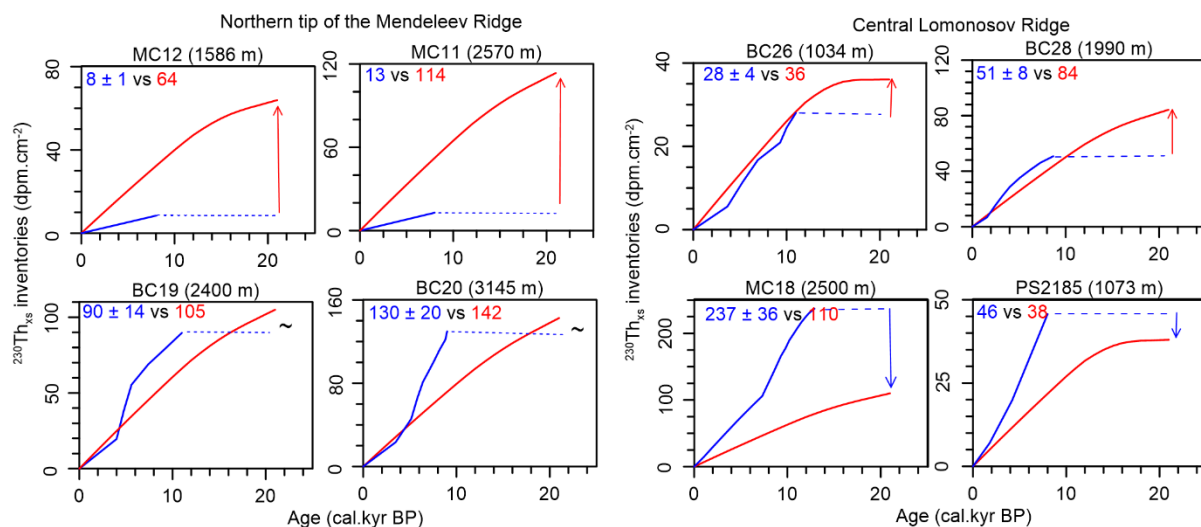 Northern tip of the Mendeleev Ridge
Central Lomonosov Ridge
MC12 (1586 m)
8 ± 1 vs 64
80
60
40
20
0
0 10 20
MC11 (2570 m)
13 vs 114
120
80
40
0
0 10 20
BC26 (1034 m)
28 ± 4 vs 36
40
26
20
0
0 10 20
BC28 (1990 m)
51 ± 8 vs 84
120
80
40
0
0 10 20
BC19 (2400 m)
90 ± 14 vs 105
~
100
50
0
0 10 20
BC20 (3145 m)
130 ± 20 vs 142
~
160
120
80
40
0
0 10 20
MC18 (2500 m)
237 ± 36 vs 110
200
100
0
0 10 20
PS2185 (1073 m)
46 vs 38
50
25
0
0 10 20
²³⁰Thxs inventories (dpm.cm⁻²)
²³⁰Thxs inventories (dpm.cm⁻²)
Age (cal.kyr BP)
Age (cal.kyr BP)